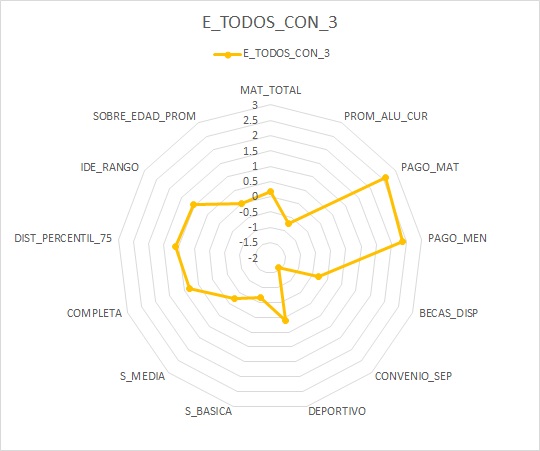 E_TODOS_CON_3
E_TODOS_CON_3
MAT_TOTAL
PROM_ALU_CUR
PAGO_MAT
PAGO_MEN
BECAS_DISP
CONVENIO_SEP
DEPORTIVO
S_BASICA
S_MEDIA
COMPLETA
DIST_PERCENTIL_75
IDE_RANGO
SOBRE_EDAD_PROM
3
2.5
2
1.5
1
0.5
0
-0.5
-1
-1.5
-2